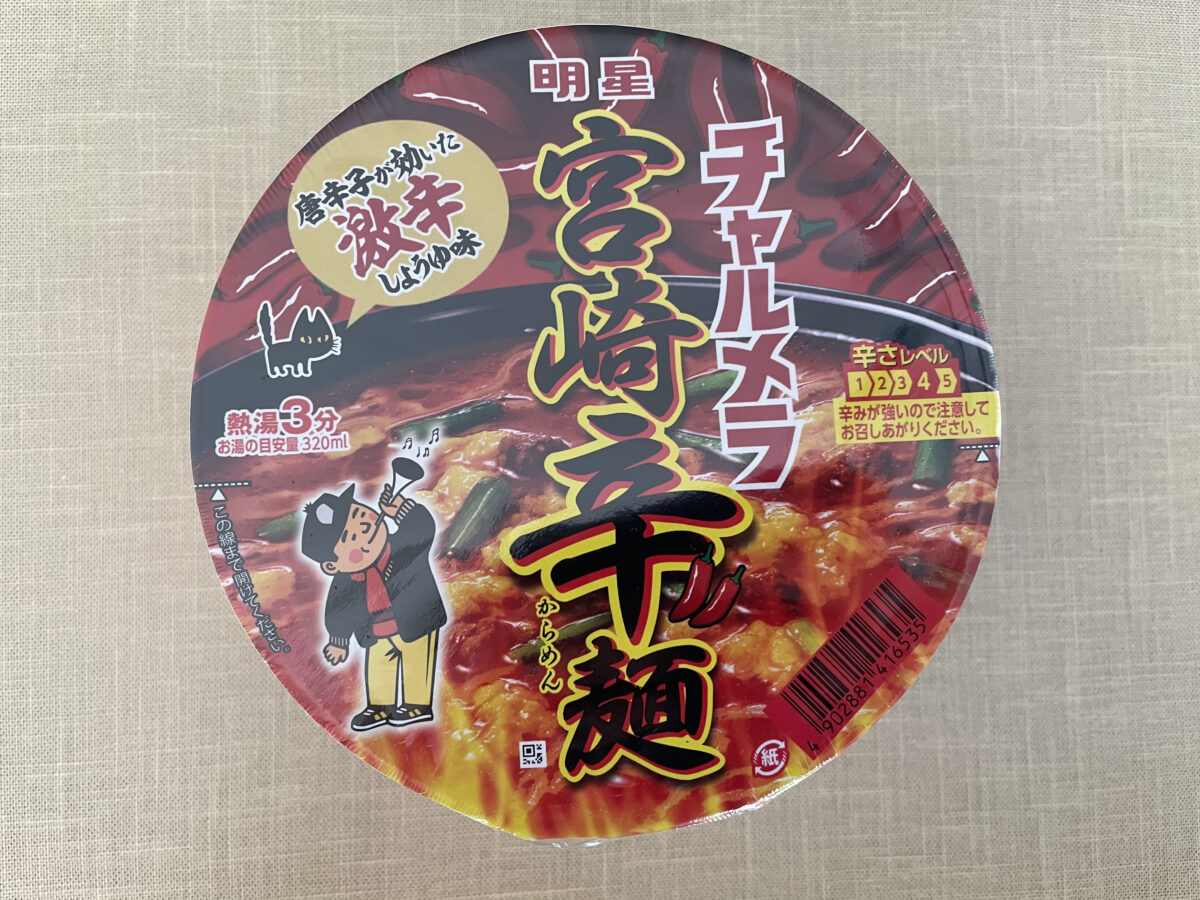 明星
チャルメラ
宮崎辛麺
からめん
唐辛子が効いた
激辛
しょうゆ味
熱湯3分
お湯の目安量 320ml
この線まで開けてください。
辛さレベル
1 2 3 4 5
辛みが強いので注意して
お召しあがりください。
4 902881 416535
紙